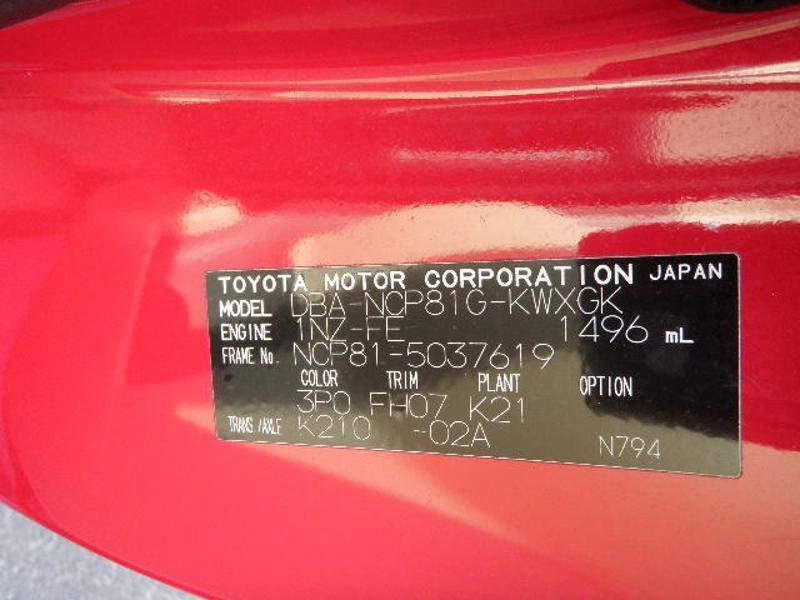 TOYOTA MOTOR CORPORATION JAPAN
MODEL DBA-NCP81G-KWXGK
ENGINE 1NZ-FE 1496 mL
FRAME No. NCP81-5037619
COLOR TRIM PLANT OPTION
3P0 FH07 K21
TRANS/AXLE K210 -02A
N794